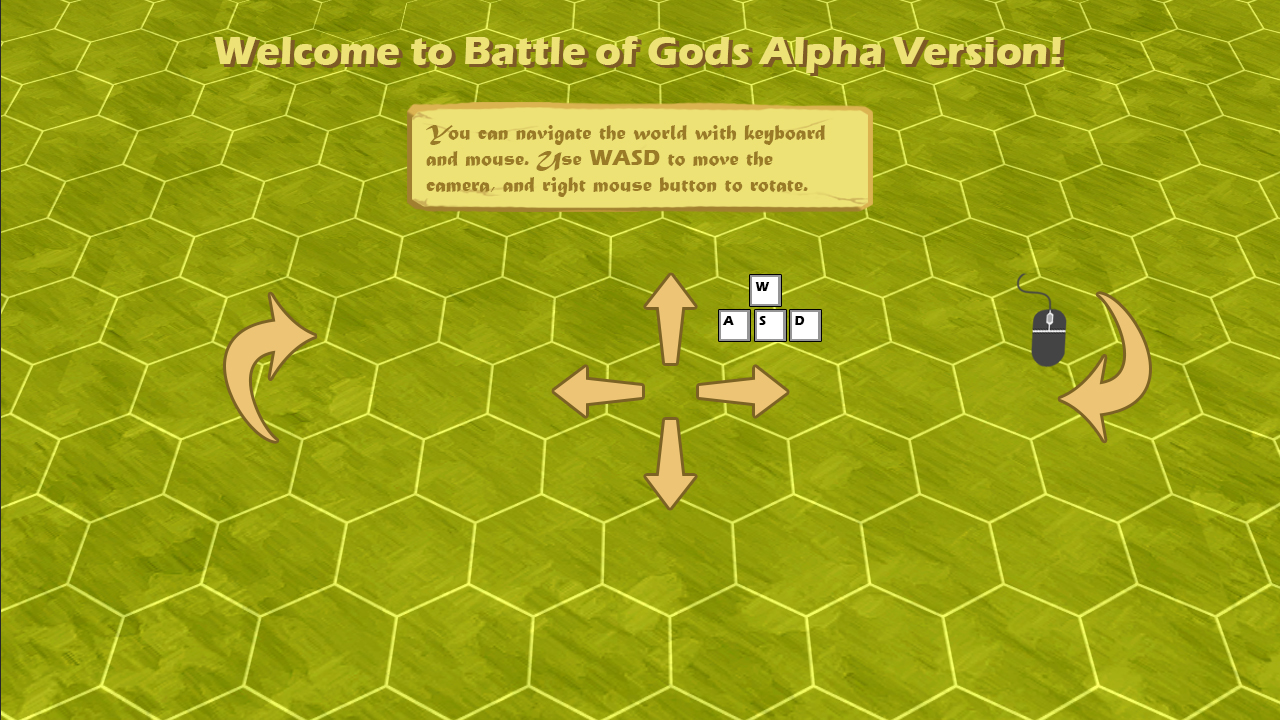 Welcome to Battle of Gods Alpha Version!
You can navigate the world with keyboard
and mouse. Use WASD to move the
camera, and right mouse button to rotate.
W
A S D